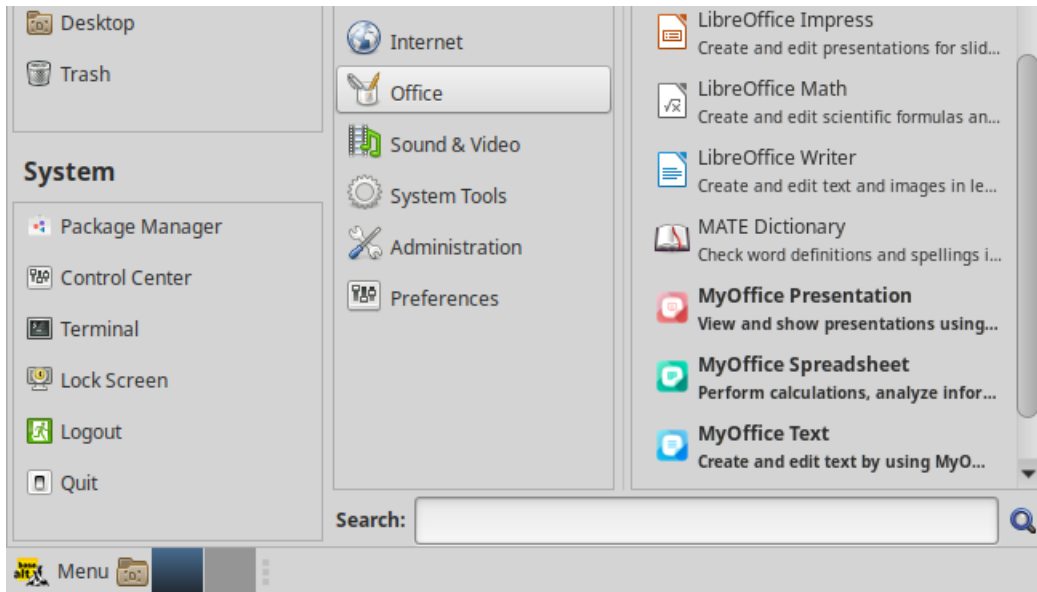 Desktop
Trash
System
Package Manager
Control Center
Terminal
Lock Screen
Logout
Quit
Internet
Office
Sound & Video
System Tools
Administration
Preferences
LibreOffice Impress
Create and edit presentations for slid...
LibreOffice Math
Create and edit scientific formulas an...
LibreOffice Writer
Create and edit text and images in le...
MATE Dictionary
Check word definitions and spellings i...
MyOffice Presentation
View and show presentations using...
MyOffice Spreadsheet
Perform calculations, analyze infor...
MyOffice Text
Create and edit text by using MyO...
Search:
base
alt
Menu